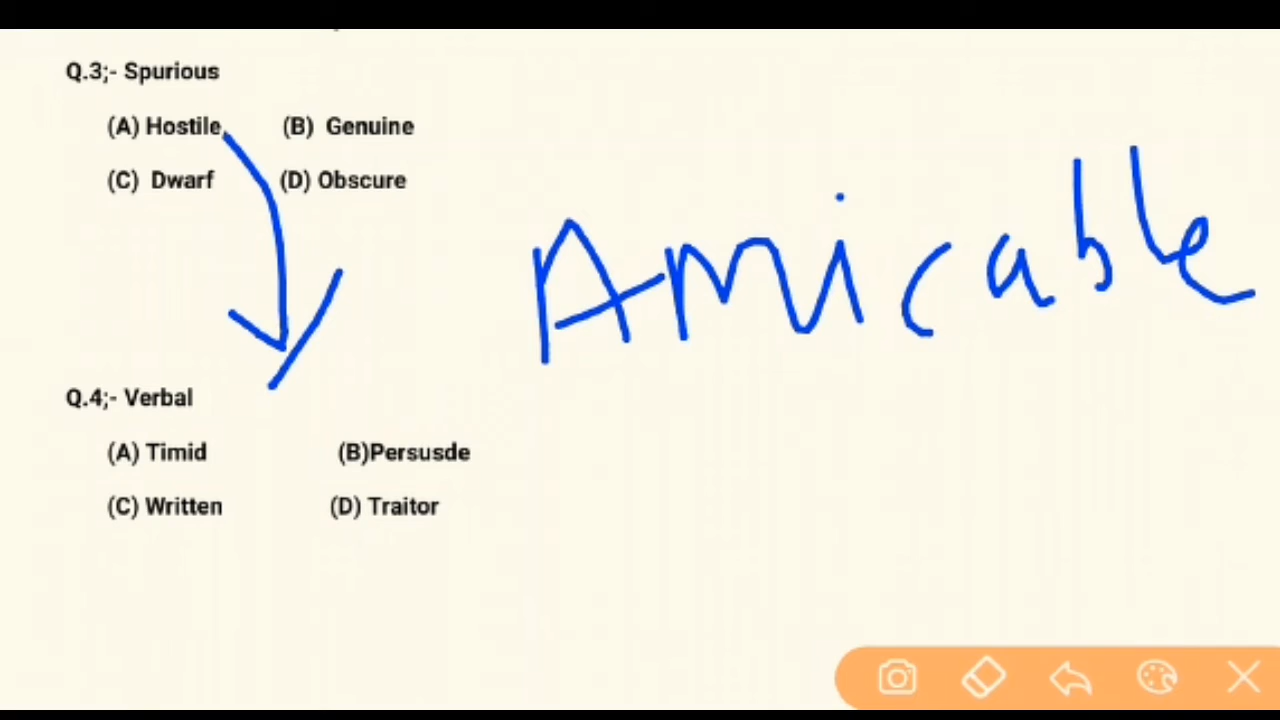 Q.3;- Spurious
(A) Hostile (B) Genuine
(C) Dwarf (D) Obscure
Amicable
Q.4;- Verbal
(A) Timid (B)Persusde
(C) Written (D) Traitor